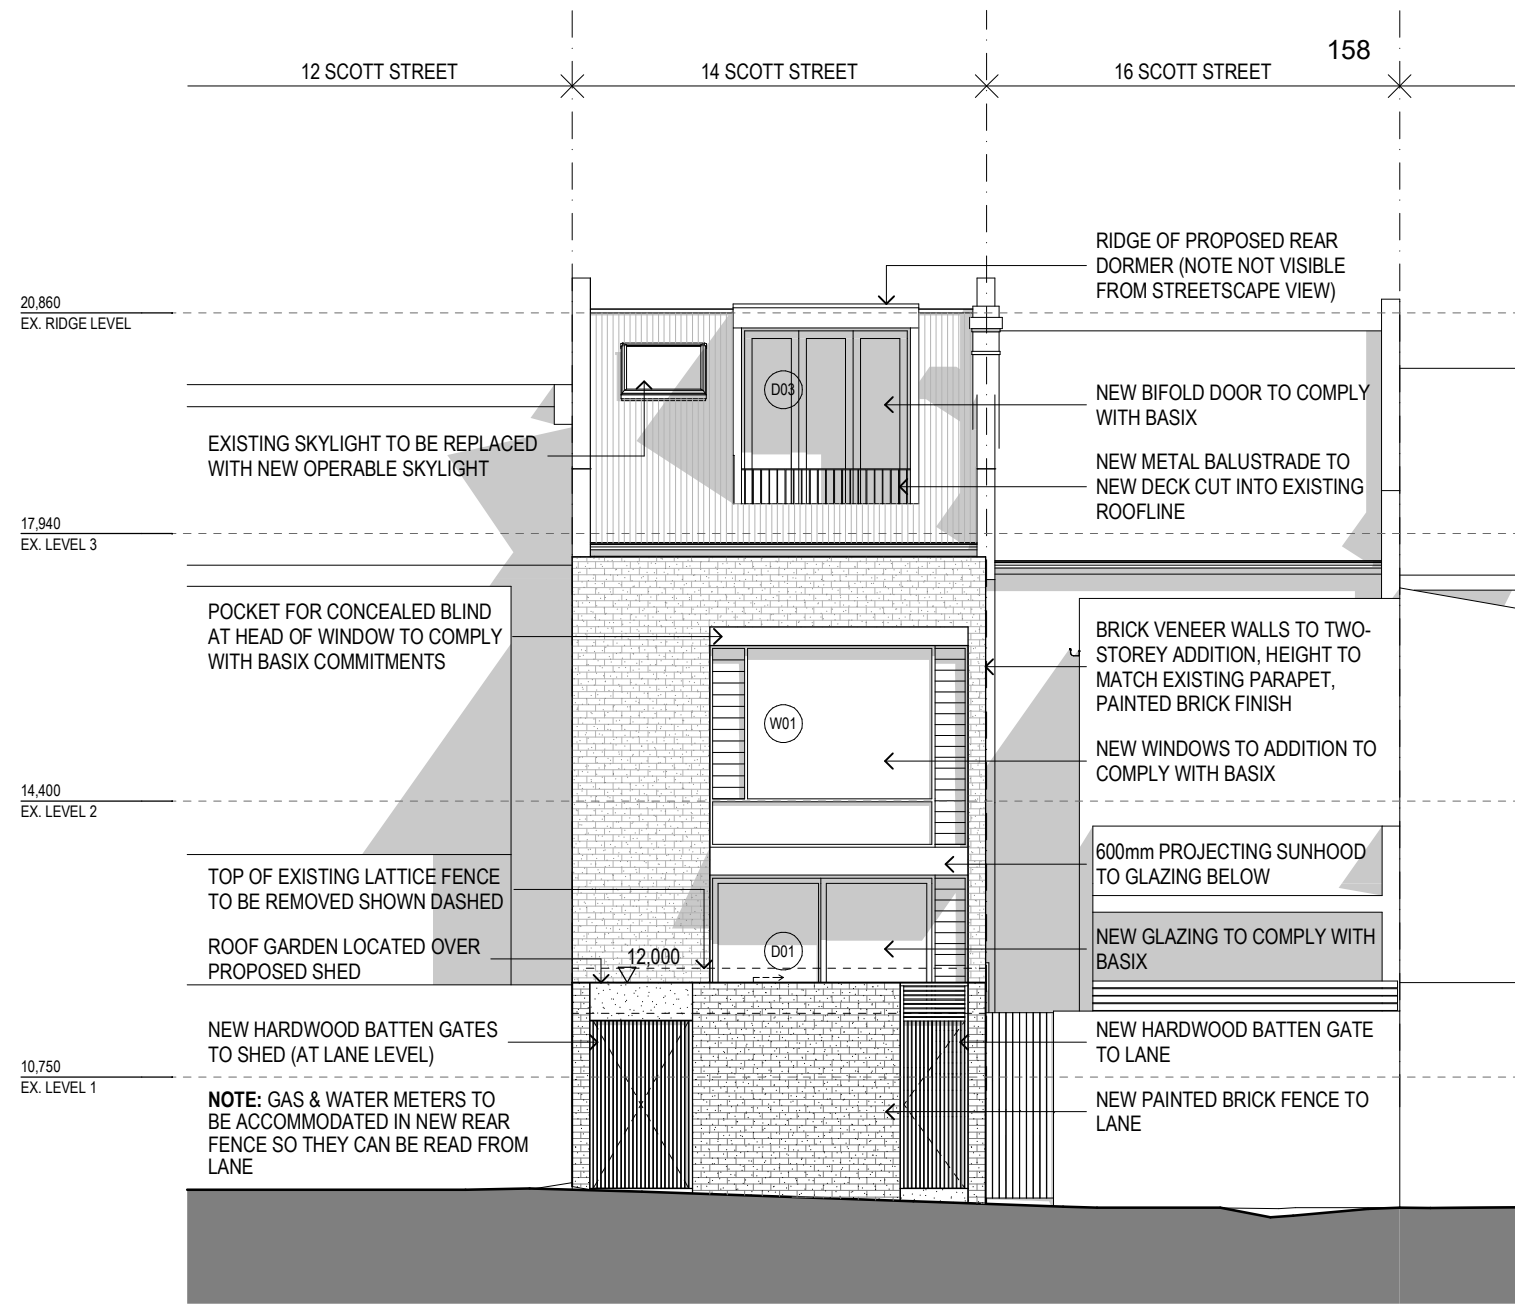 158
12 SCOTT STREET
14 SCOTT STREET
16 SCOTT STREET
RIDGE OF PROPOSED REAR
DORMER (NOTE NOT VISIBLE
FROM STREETSCAPE VIEW)
20,860
EX. RIDGE LEVEL
D03
NEW BIFOLD DOOR TO COMPLY
WITH BASIX
EXISTING SKYLIGHT TO BE REPLACED
WITH NEW OPERABLE SKYLIGHT
NEW METAL BALUSTRADE TO
NEW DECK CUT INTO EXISTING
ROOFLINE
17,940
EX. LEVEL 3
POCKET FOR CONCEALED BLIND
AT HEAD OF WINDOW TO COMPLY
WITH BASIX COMMITMENTS
BRICK VENEER WALLS TO TWO-
STOREY ADDITION, HEIGHT TO
MATCH EXISTING PARAPET,
PAINTED BRICK FINISH
W01
NEW WINDOWS TO ADDITION TO
COMPLY WITH BASIX
14,400
EX. LEVEL 2
600mm PROJECTING SUNHOOD
TO GLAZING BELOW
TOP OF EXISTING LATTICE FENCE
TO BE REMOVED SHOWN DASHED
ROOF GARDEN LOCATED OVER
PROPOSED SHED
12,000
D01
NEW GLAZING TO COMPLY WITH
BASIX
NEW HARDWOOD BATTEN GATES
TO SHED (AT LANE LEVEL)
NEW HARDWOOD BATTEN GATE
TO LANE
10,750
EX. LEVEL 1
NOTE: GAS & WATER METERS TO
BE ACCOMMODATED IN NEW REAR
FENCE SO THEY CAN BE READ FROM
LANE
NEW PAINTED BRICK FENCE TO
LANE